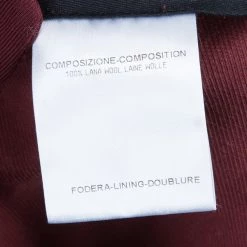 COMPOSIZIONE-COMPOSITION
100% LANA WOOL, LAINE WOLLE
FODERA-LINING-DOUBLURE